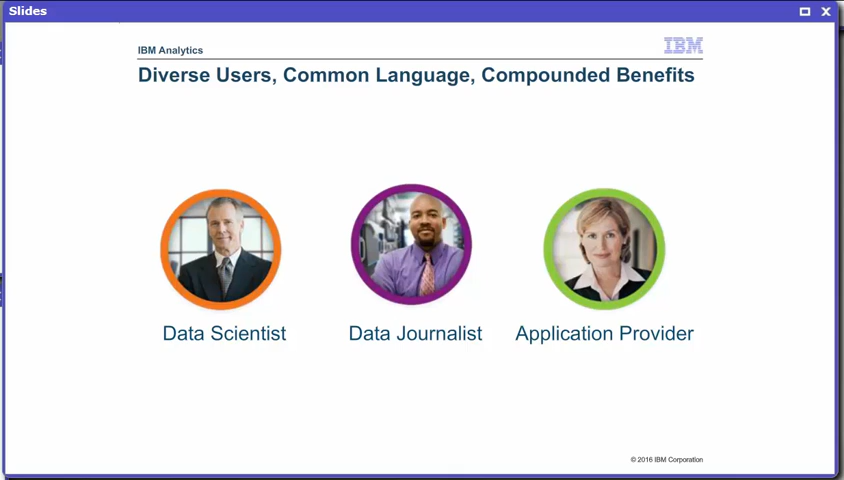 Slides
IBM Analytics
IBM
Diverse Users, Common Language, Compounded Benefits
Data Scientist
Data Journalist
Application Provider
© 2016 IBM Corporation